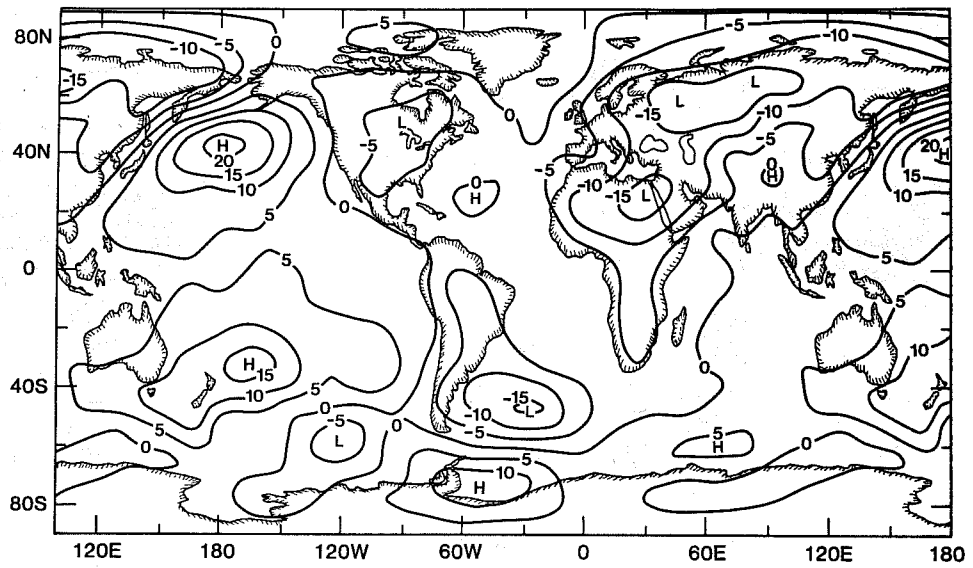 80N -10 -5 0 5 -5 -10
-15 L L -15 -10
0
L -5
40N H -5 0 20 H
20 -5 -10 H 15
15 -15 L 10
10 0 H
5 0 5
0 5 5
H 15 0 10
40S 10 -15 L
5 0 -10 5
-5 0 -5
0 L 5 H 0
5
10
H
80S
120E 180 120W 60W 0 60E 120E 180